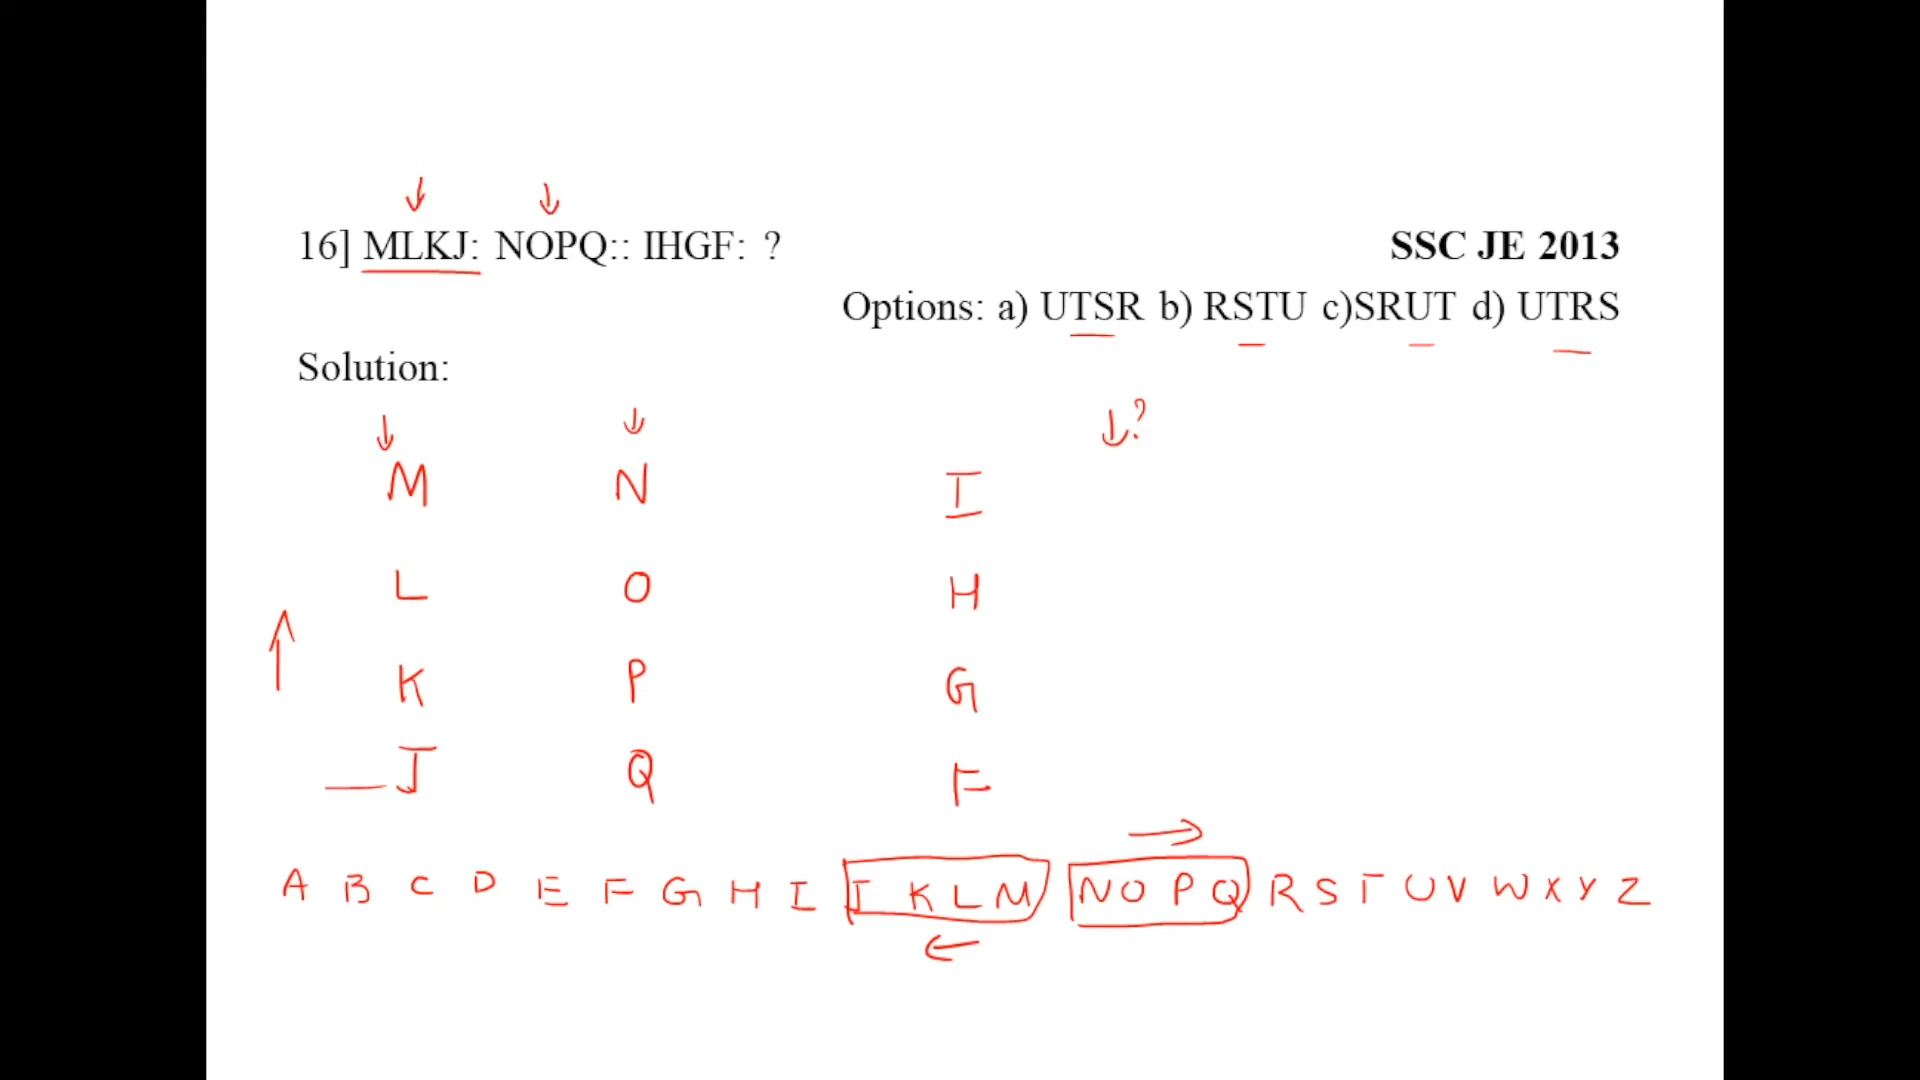 16] MLKJ: NOPQ:: IHGF: ? SSC JE 2013
Options: a) UTSR b) RSTU c)SRUT d) UTRS
Solution:
?
M N I
L O H
K P G
J Q F
A B C D E F G H I J K L M N O P Q R S T U V W X Y Z